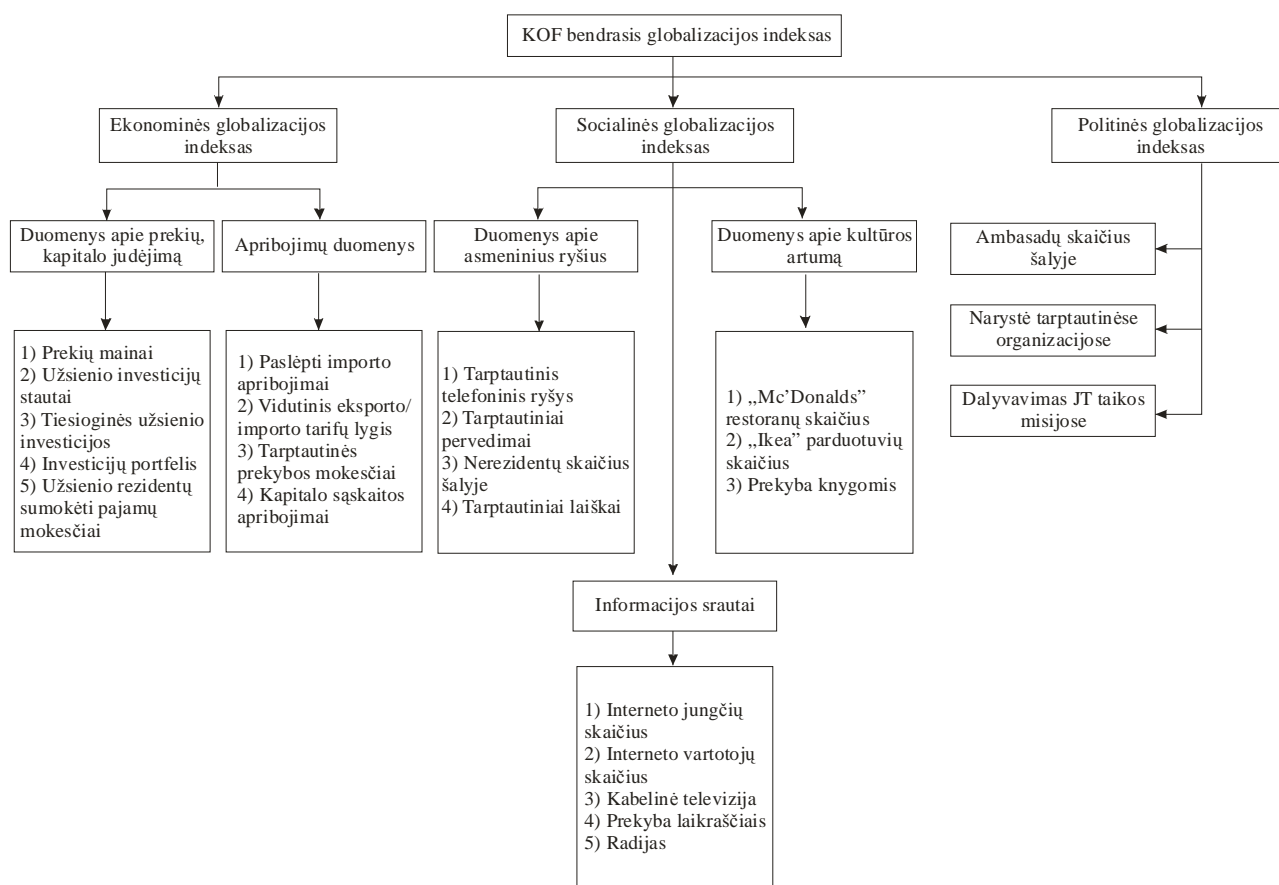 KOF bendrasis globalizacijos indeksas
Ekonominės globalizacijos
indeksas
Socialinės globalizacijos
indeksas
Politinės globalizacijos
indeksas
Duomenys apie prekių,
kapitalo judėjimą
Apribojimų duomenys
Duomenys apie
asmeninius ryšius
Duomenys apie kultūros
artumą
Ambasadų skaičius
šalyje
Narystė tarptautinėse
organizacijose
Dalyvavimas JT taikos
misijose
1) Prekių mainai
2) Užsienio investicijų
stautai
3) Tiesioginės užsienio
investicijos
4) Investicijų portfelis
5) Užsienio rezidentų
sumokėti pajamų
mokesčiai
1) Paslėpti importo
apribojimai
2) Vidutinis eksporto/
importo tarifų lygis
3) Tarptautinės
prekybos mokesčiai
4) Kapitalo sąskaitos
apribojimai
1) Tarptautinis
telefoninis ryšys
2) Tarptautiniai
pervedimai
3) Nerezidentų skaičius
šalyje
4) Tarptautiniai laiškai
1) ,,Mc’Donalds” 
restoranų skaičius
2) ,,Ikea” parduotuvių
skaičius
3) Prekyba knygomis
Informacijos srautai
1) Interneto jungčių
skaičius
2) Interneto vartotojų
skaičius
3) Kabelinė televizija
4) Prekyba laikraščiais
5) Radijas